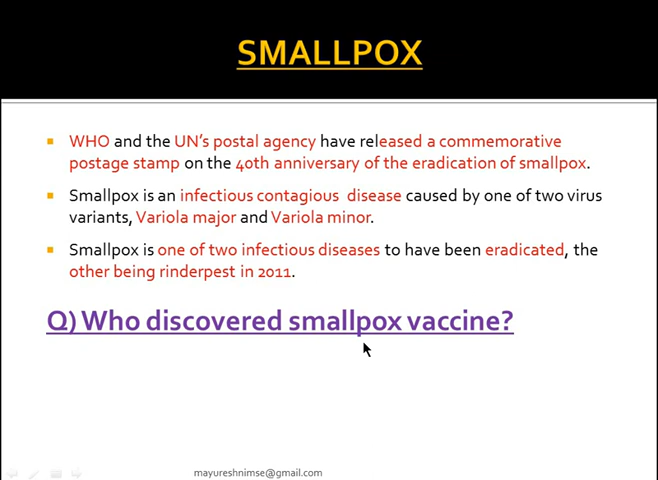 SMALLPOX
WHO and the UN's postal agency have released a commemorative
postage stamp on the 40th anniversary of the eradication of smallpox.
Smallpox is an infectious contagious disease caused by one of two virus
variants, Variola major and Variola minor.
Smallpox is one of two infectious diseases to have been eradicated, the
other being rinderpest in 2011.
Q) Who discovered smallpox vaccine?
mayureshnimse@gmail.com